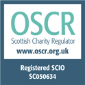 OSCR
Scottish Charity Regulator
www.oscr.org.uk
Registered SCIO
SC050634